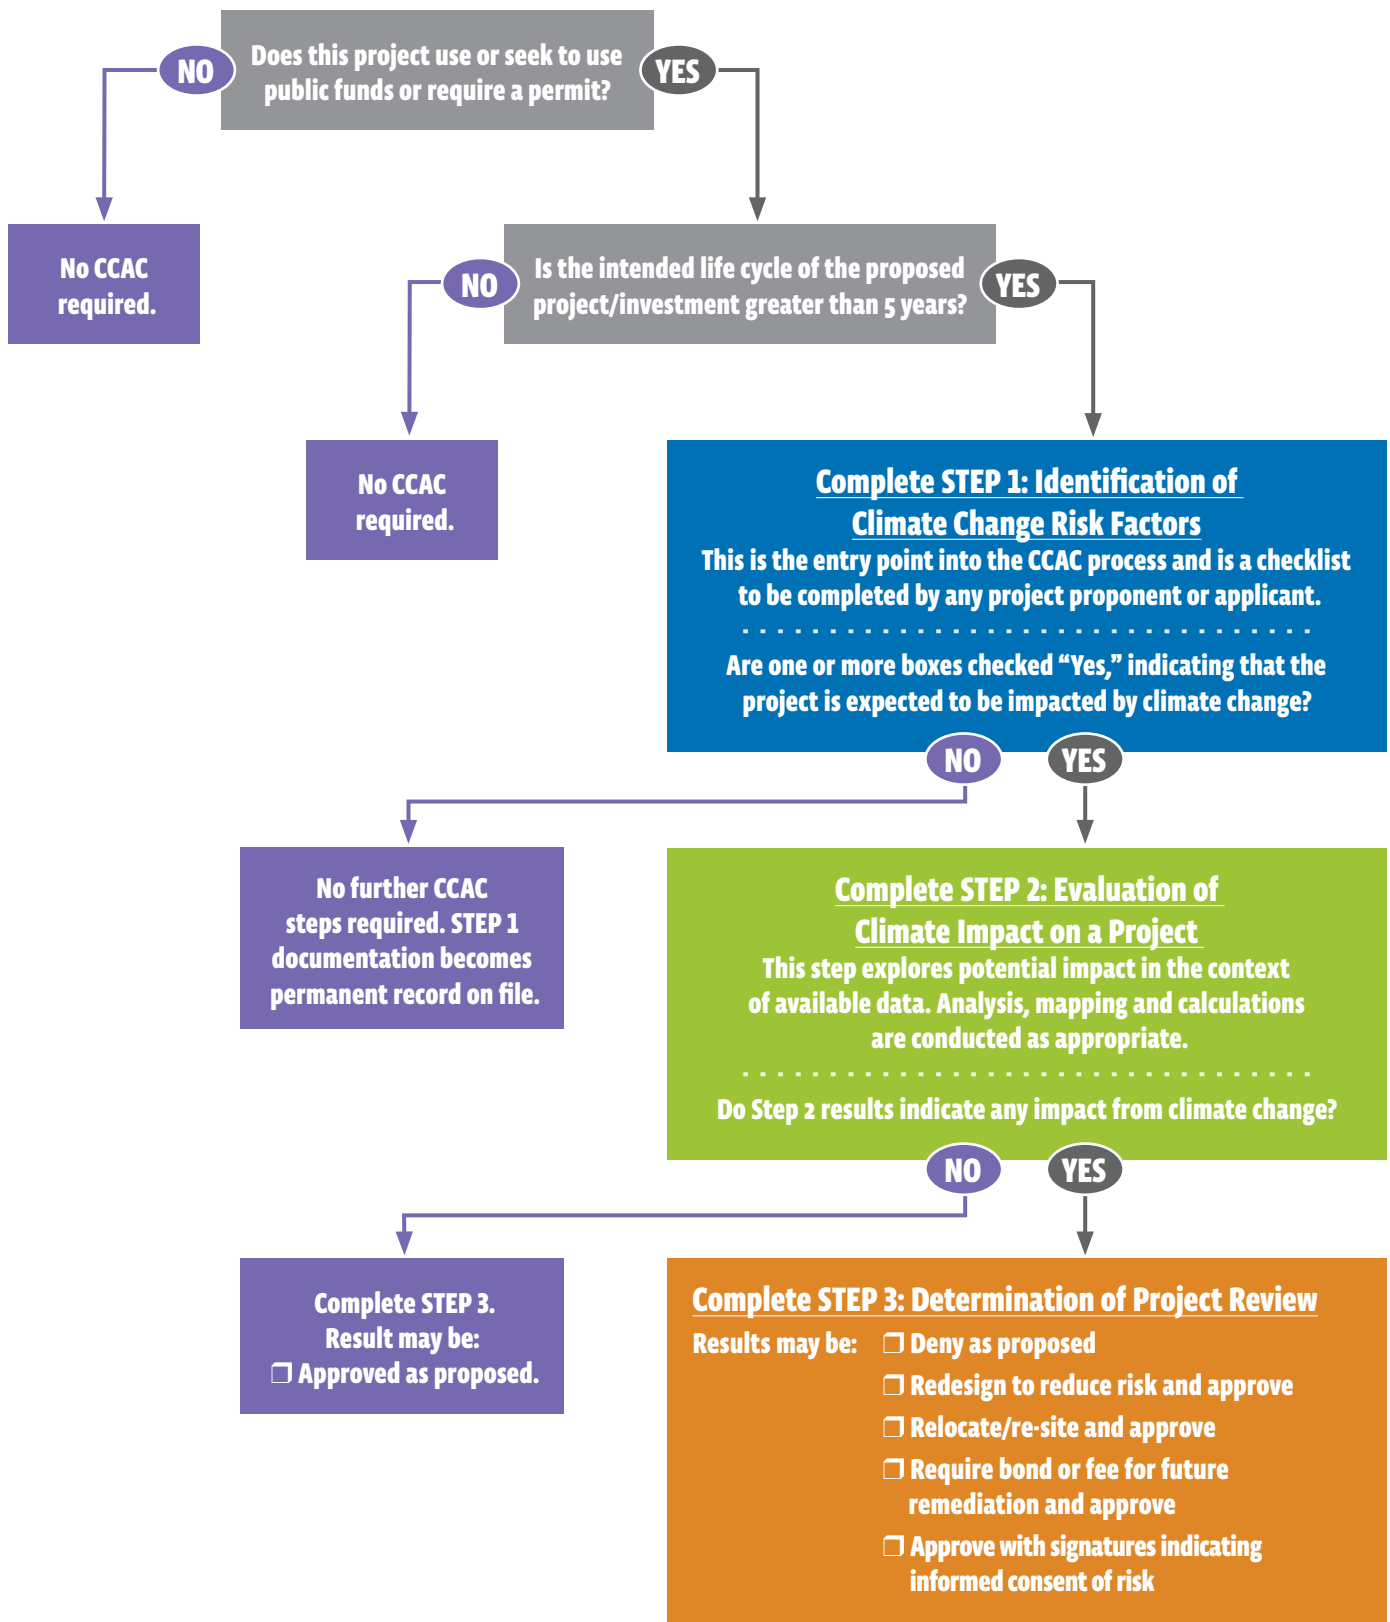 Does this project use or seek to use
public funds or require a permit?
NO
YES
No CCAC
required.
Is the intended life cycle of the proposed
project/investment greater than 5 years?
NO
YES
No CCAC
required.
Complete STEP 1: Identification of
Climate Change Risk Factors
This is the entry point into the CCAC process and is a checklist
to be completed by any project proponent or applicant.
Are one or more boxes checked “Yes,” indicating that the
project is expected to be impacted by climate change?
NO
YES
No further CCAC
steps required. STEP 1
documentation becomes
permanent record on file.
Complete STEP 2: Evaluation of
Climate Impact on a Project
This step explores potential impact in the context
of available data. Analysis, mapping and calculations
are conducted as appropriate.
Do Step 2 results indicate any impact from climate change?
NO
YES
Complete STEP 3.
Result may be:
❒ Approved as proposed.
Complete STEP 3: Determination of Project Review
Results may be: ❒ Deny as proposed
❒ Redesign to reduce risk and approve
❒ Relocate/re-site and approve
❒ Require bond or fee for future
remediation and approve
❒ Approve with signatures indicating
informed consent of risk